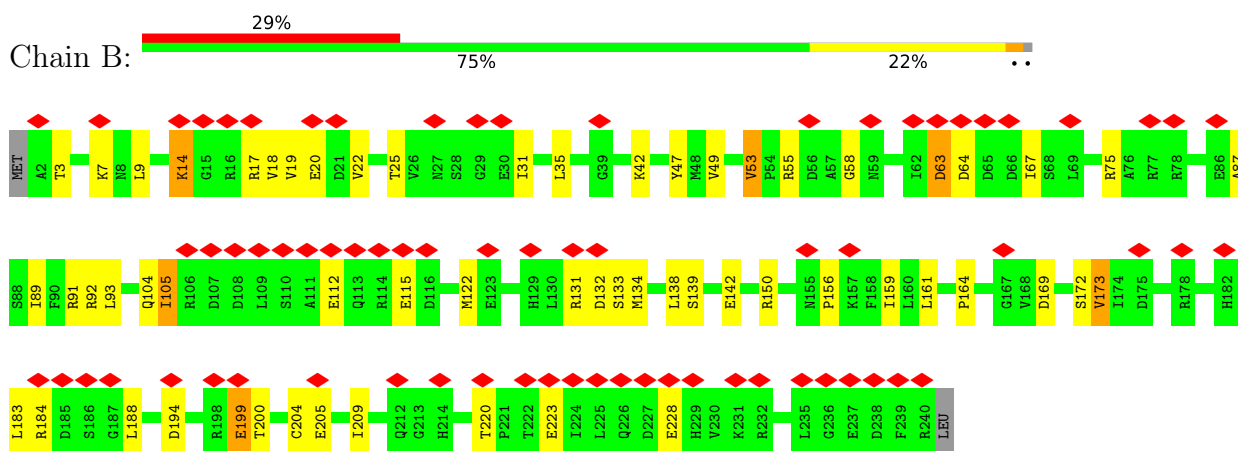 29%
Chain B:
75% 22% ..
MET A2 T3 K7 N8 L9 K14 G15 R16 R17 V18 V19 E20 D21 V22 T25 V26 N27 S28 G29 E30 I31 L35 G39 K42 Y47 M48 V49 V53 P54 R55 D56 A57 G58 N59 I62 D63 D64 D65 D66 I67 S68 L69 R75 A76 R77 R78 E86 A87
S88 I89 F90 R91 R92 L93 Q104 I105 R106 D107 D108 L109 S110 A111 E112 Q113 R114 E115 D116 M122 E123 H129 L130 R131 D132 S133 M134 L138 S139 E142 R150 N155 P156 K157 F158 I159 L160 L161 P164 G167 V168 D169 S172 V173 I174 D175 R178 H182
L183 R184 D185 S186 G187 L188 D194 R198 E199 T200 C204 E205 I209 Q212 G213 H214 T220 P221 T222 E223 I224 L225 Q226 D227 E228 H229 V230 K231 R232 L235 G236 E237 D238 F239 R240 LEU